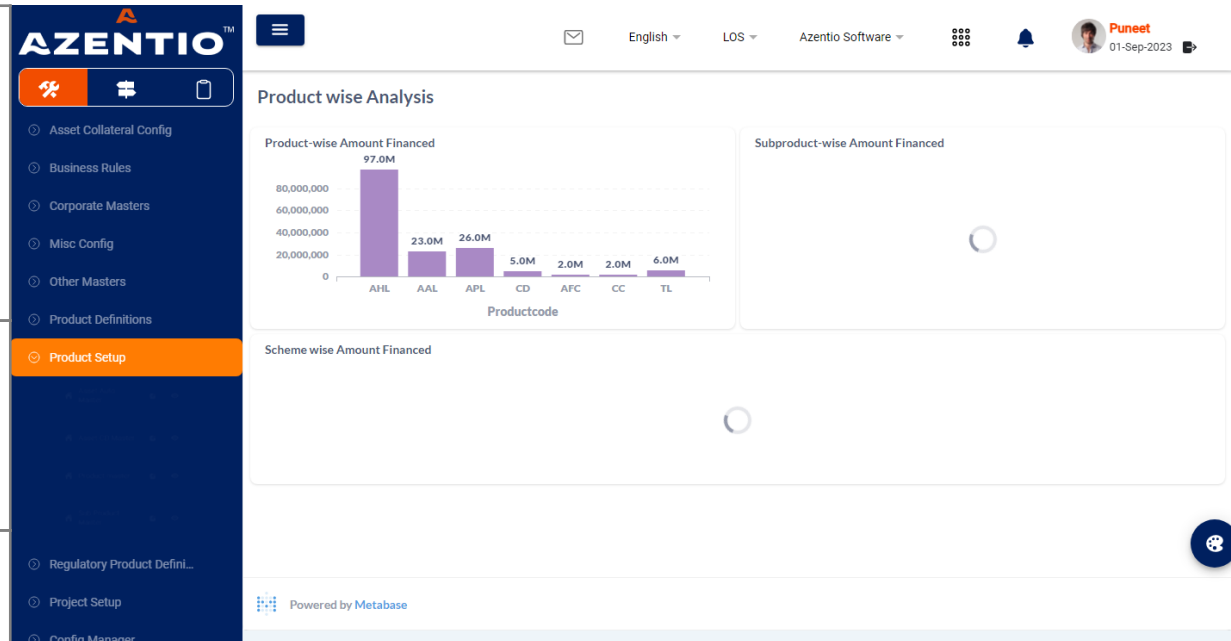 AZENTIO™
English
LOS
Azentio Software
Puneet
01-Sep-2023
Asset Collateral Config
Business Rules
Corporate Masters
Misc Config
Other Masters
Product Definitions
Product Setup
Regulatory Product Defini...
Project Setup
Config Manager
Product wise Analysis
Product-wise Amount Financed
97.0M
80,000,000
60,000,000
40,000,000
20,000,000
0
23.0M
26.0M
5.0M
2.0M
2.0M
6.0M
AHL AAL APL CD AFC CC TL
Productcode
Subproduct-wise Amount Financed
Scheme wise Amount Financed
Powered by Metabase